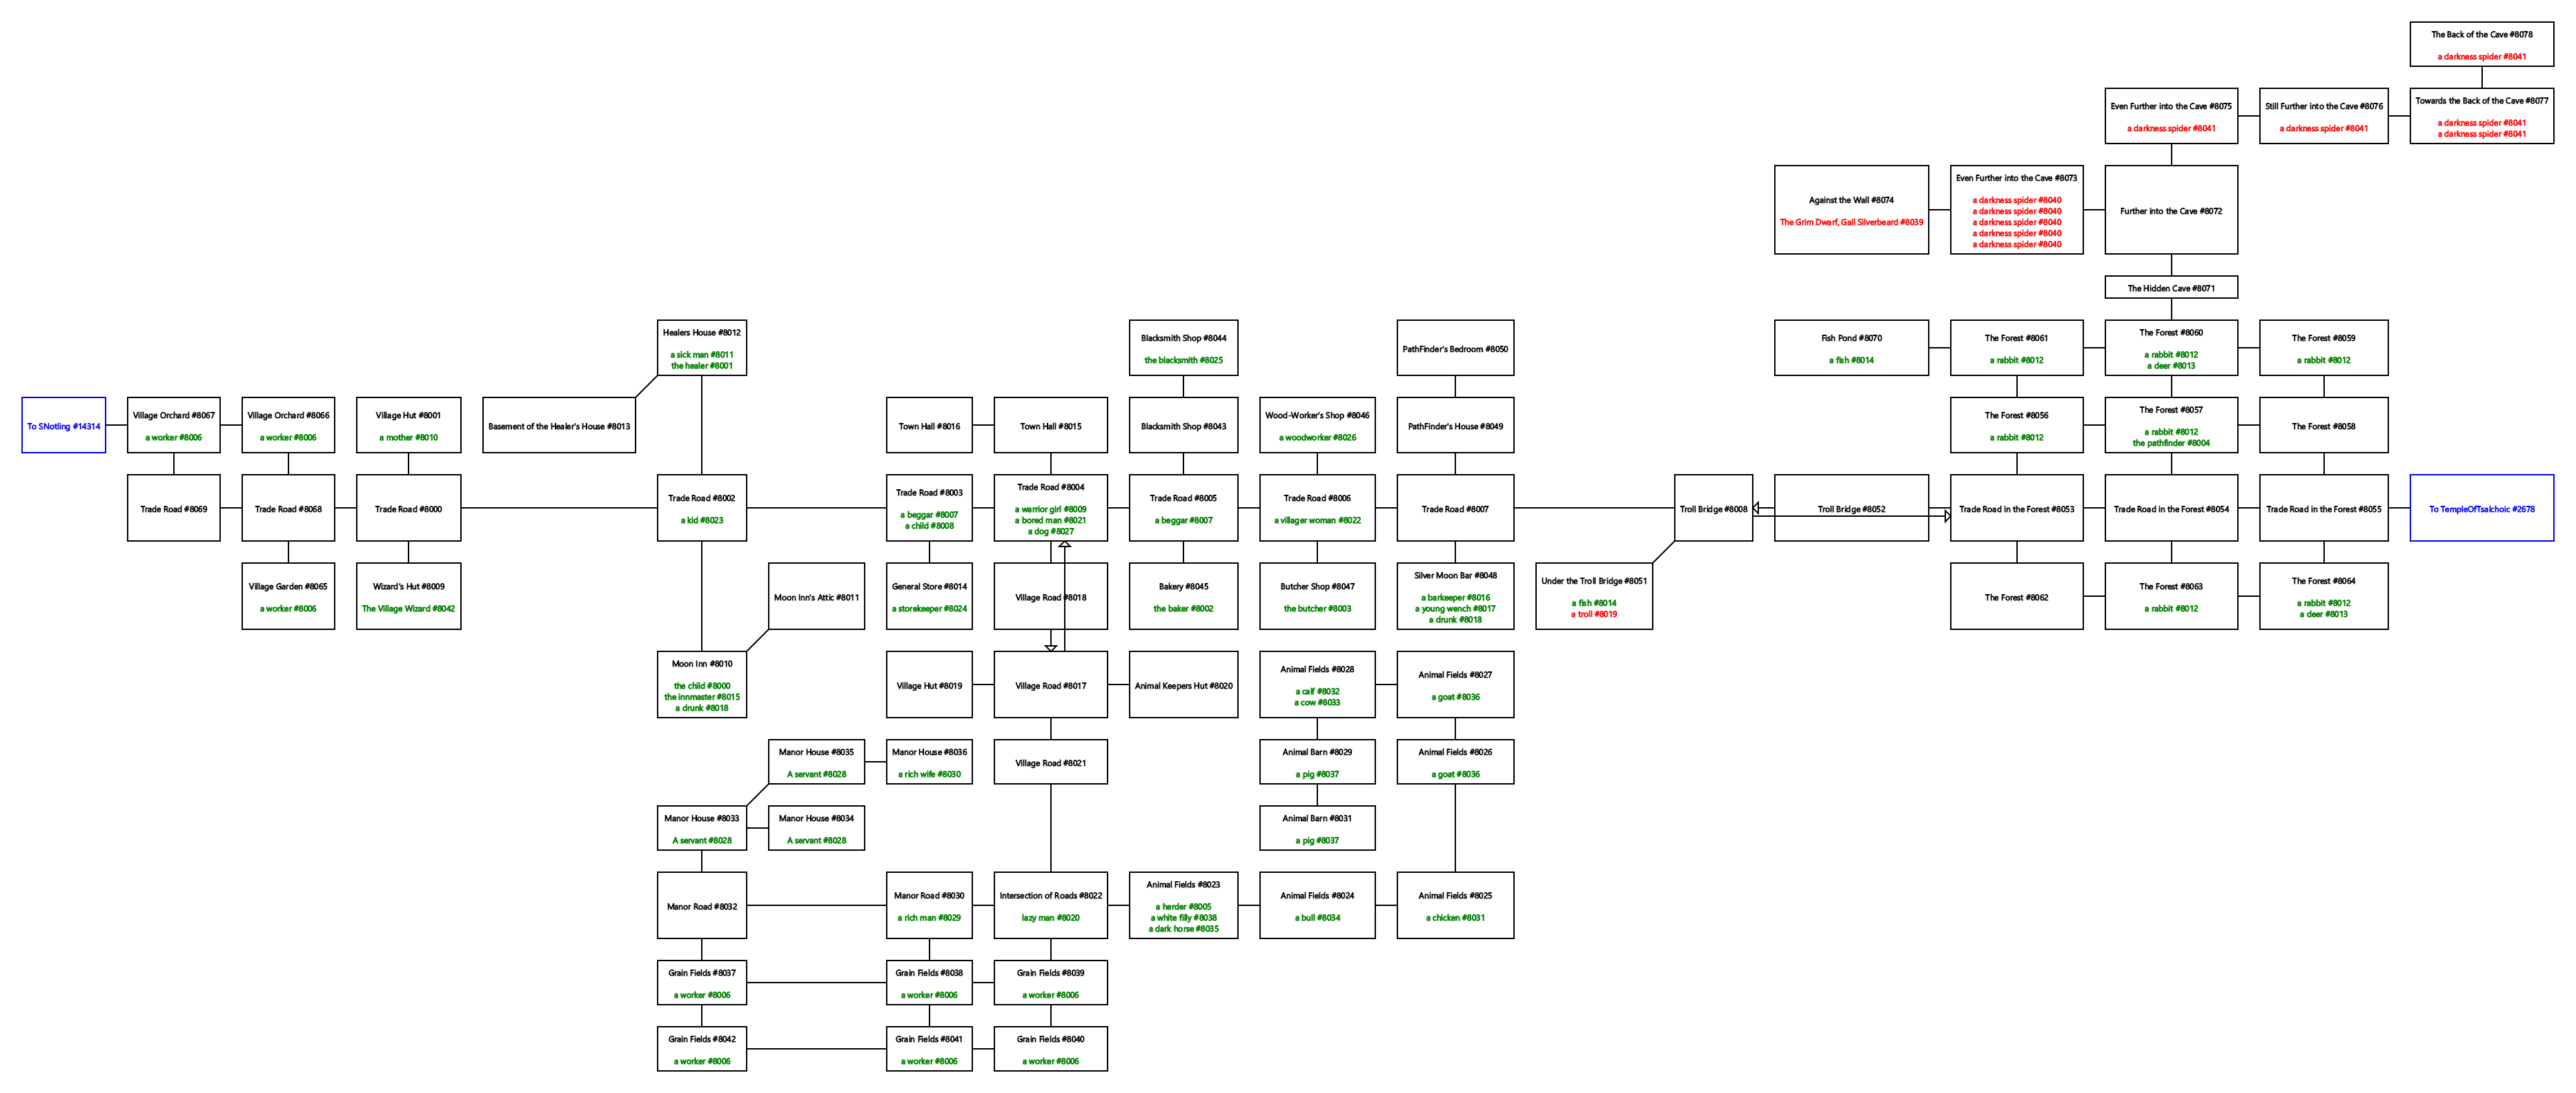 The Back of the Cave #8078
a darkness spider #8041
Even Further into the Cave #8075
a darkness spider #8041
Still Further into the Cave #8076
a darkness spider #8041
Towards the Back of the Cave #8077
a darkness spider #8041
a darkness spider #8041
Against the Wall #8074
The Grim Dwarf, Gall Silverbeard #8039
Even Further into the Cave #8073
a darkness spider #8040
a darkness spider #8040
a darkness spider #8040
a darkness spider #8040
a darkness spider #8040
Further into the Cave #8072
The Hidden Cave #8071
Healers House #8012
a sick man #8011
the healer #8001
Blacksmith Shop #8044
the blacksmith #8025
PathFinder's Bedroom #8050
Fish Pond #8070
a fish #8014
The Forest #8061
a rabbit #8012
The Forest #8060
a rabbit #8012
a deer #8013
The Forest #8059
a rabbit #8012
To SNotling #14314
Village Orchard #8067
a worker #8006
Village Orchard #8066
a worker #8006
Village Hut #8001
a mother #8010
Basement of the Healer's House #8013
Town Hall #8016
Town Hall #8015
Blacksmith Shop #8043
Wood-Worker's Shop #8046
a woodworker #8026
PathFinder's House #8049
The Forest #8056
a rabbit #8012
The Forest #8057
a rabbit #8012
the pathfinder #8004
The Forest #8058
Trade Road #8069
Trade Road #8068
Trade Road #8000
Trade Road #8002
a kid #8023
Trade Road #8003
a beggar #8007
a child #8008
Trade Road #8004
a warrior girl #8009
a bored man #8021
a dog #8027
Trade Road #8005
a beggar #8007
Trade Road #8006
a villager woman #8022
Trade Road #8007
Troll Bridge #8008
Troll Bridge #8052
Trade Road in the Forest #8053
Trade Road in the Forest #8054
Trade Road in the Forest #8055
To TempleOfTsalchoic #2678
Village Garden #8065
a worker #8006
Wizard's Hut #8009
The Village Wizard #8042
Moon Inn's Attic #8011
General Store #8014
a storekeeper #8024
Village Road #8018
Bakery #8045
the baker #8002
Butcher Shop #8047
the butcher #8003
Silver Moon Bar #8048
a barkeeper #8016
a young wench #8017
a drunk #8018
Under the Troll Bridge #8051
a fish #8014
a troll #8019
The Forest #8062
The Forest #8063
a rabbit #8012
The Forest #8064
a rabbit #8012
a deer #8013
Moon Inn #8010
the child #8000
the innmaster #8015
a drunk #8018
Village Hut #8019
Village Road #8017
Animal Keepers Hut #8020
Animal Fields #8028
a calf #8032
a cow #8033
Animal Fields #8027
a goat #8036
Manor House #8035
A servant #8028
Manor House #8036
a rich wife #8030
Village Road #8021
Animal Barn #8029
a pig #8037
Animal Fields #8026
a goat #8036
Manor House #8033
A servant #8028
Manor House #8034
A servant #8028
Animal Barn #8031
a pig #8037
Manor Road #8032
Manor Road #8030
a rich man #8029
Intersection of Roads #8022
lazy man #8020
Animal Fields #8023
a herder #8005
a white filly #8038
a dark horse #8035
Animal Fields #8024
a bull #8034
Animal Fields #8025
a chicken #8031
Grain Fields #8037
a worker #8006
Grain Fields #8038
a worker #8006
Grain Fields #8039
a worker #8006
Grain Fields #8042
a worker #8006
Grain Fields #8041
a worker #8006
Grain Fields #8040
a worker #8006